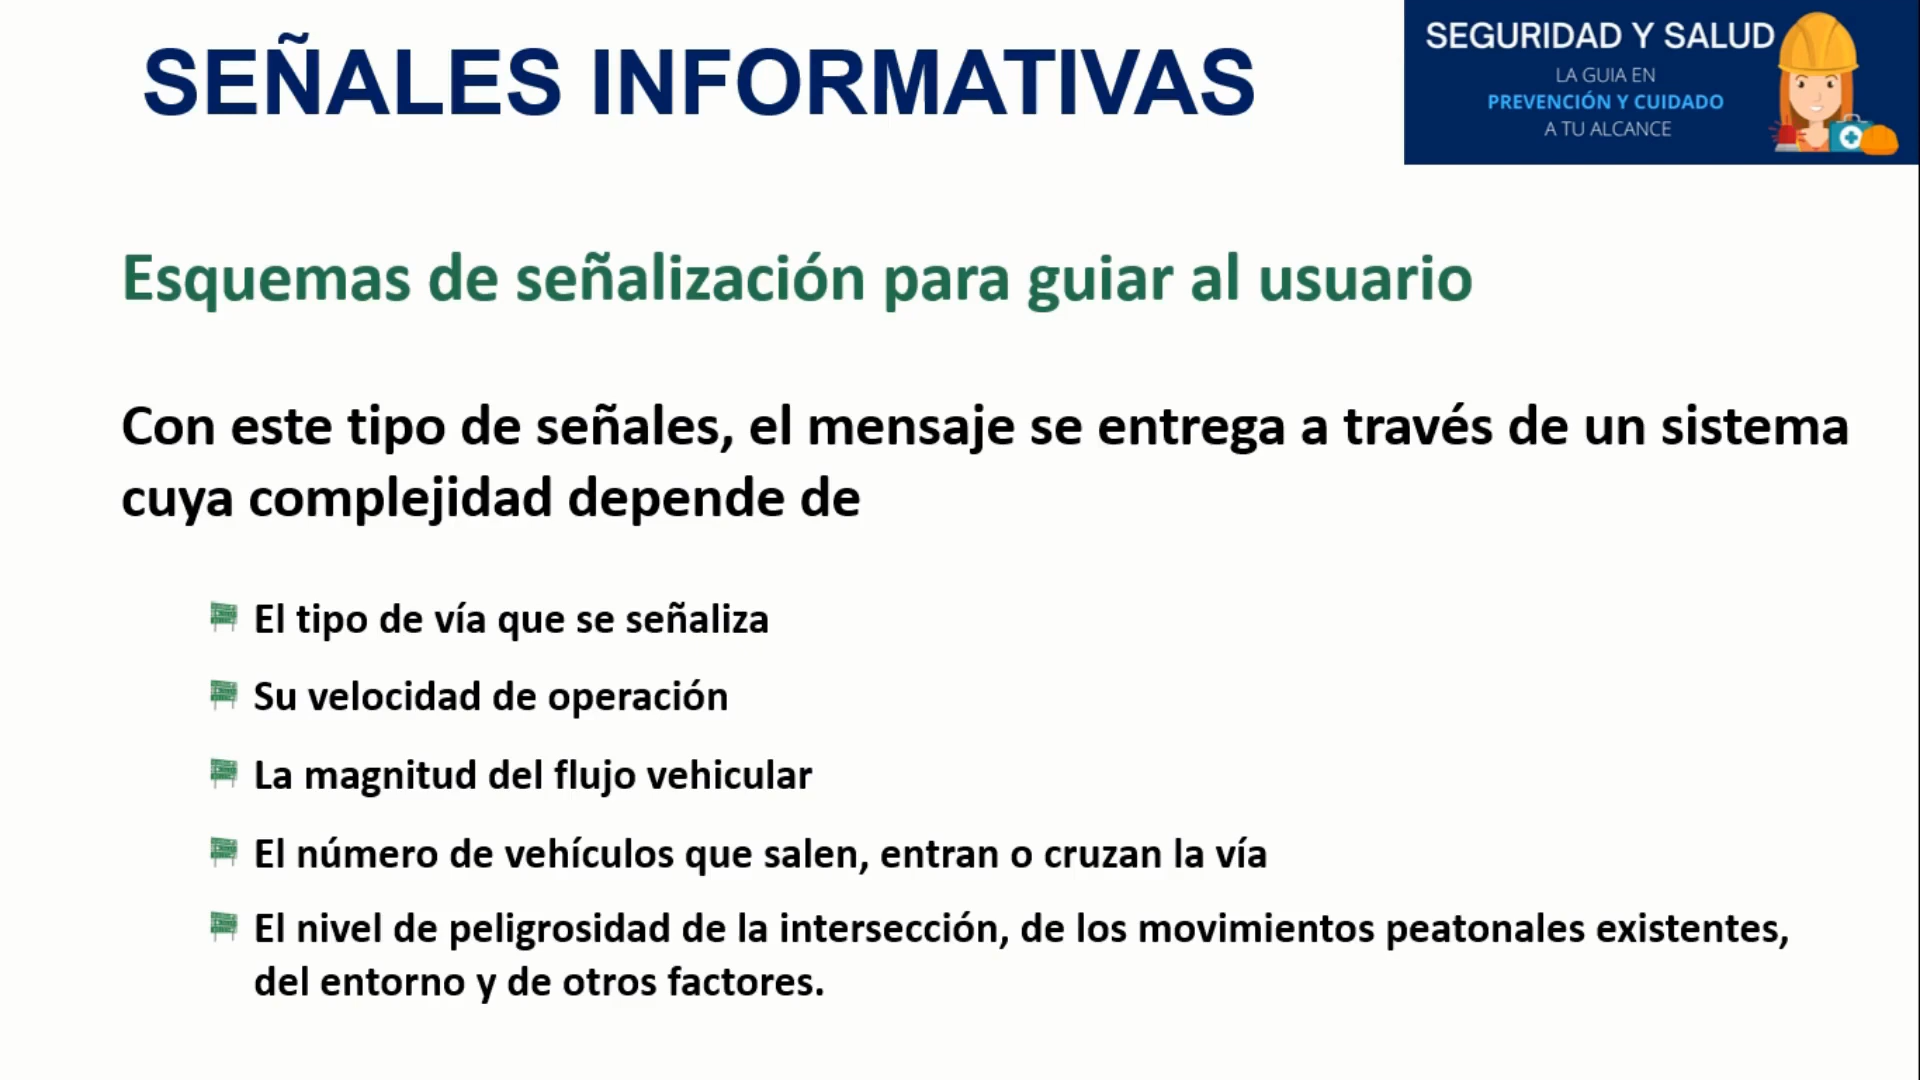 SEÑALES INFORMATIVAS
SEGURIDAD Y SALUD
LA GUIA EN
PREVENCIÓN Y CUIDADO
A TU ALCANCE
Esquemas de señalización para guiar al usuario
Con este tipo de señales, el mensaje se entrega a través de un sistema
cuya complejidad depende de
El tipo de vía que se señaliza
Su velocidad de operación
La magnitud del flujo vehicular
El número de vehículos que salen, entran o cruzan la vía
El nivel de peligrosidad de la intersección, de los movimientos peatonales existentes,
del entorno y de otros factores.